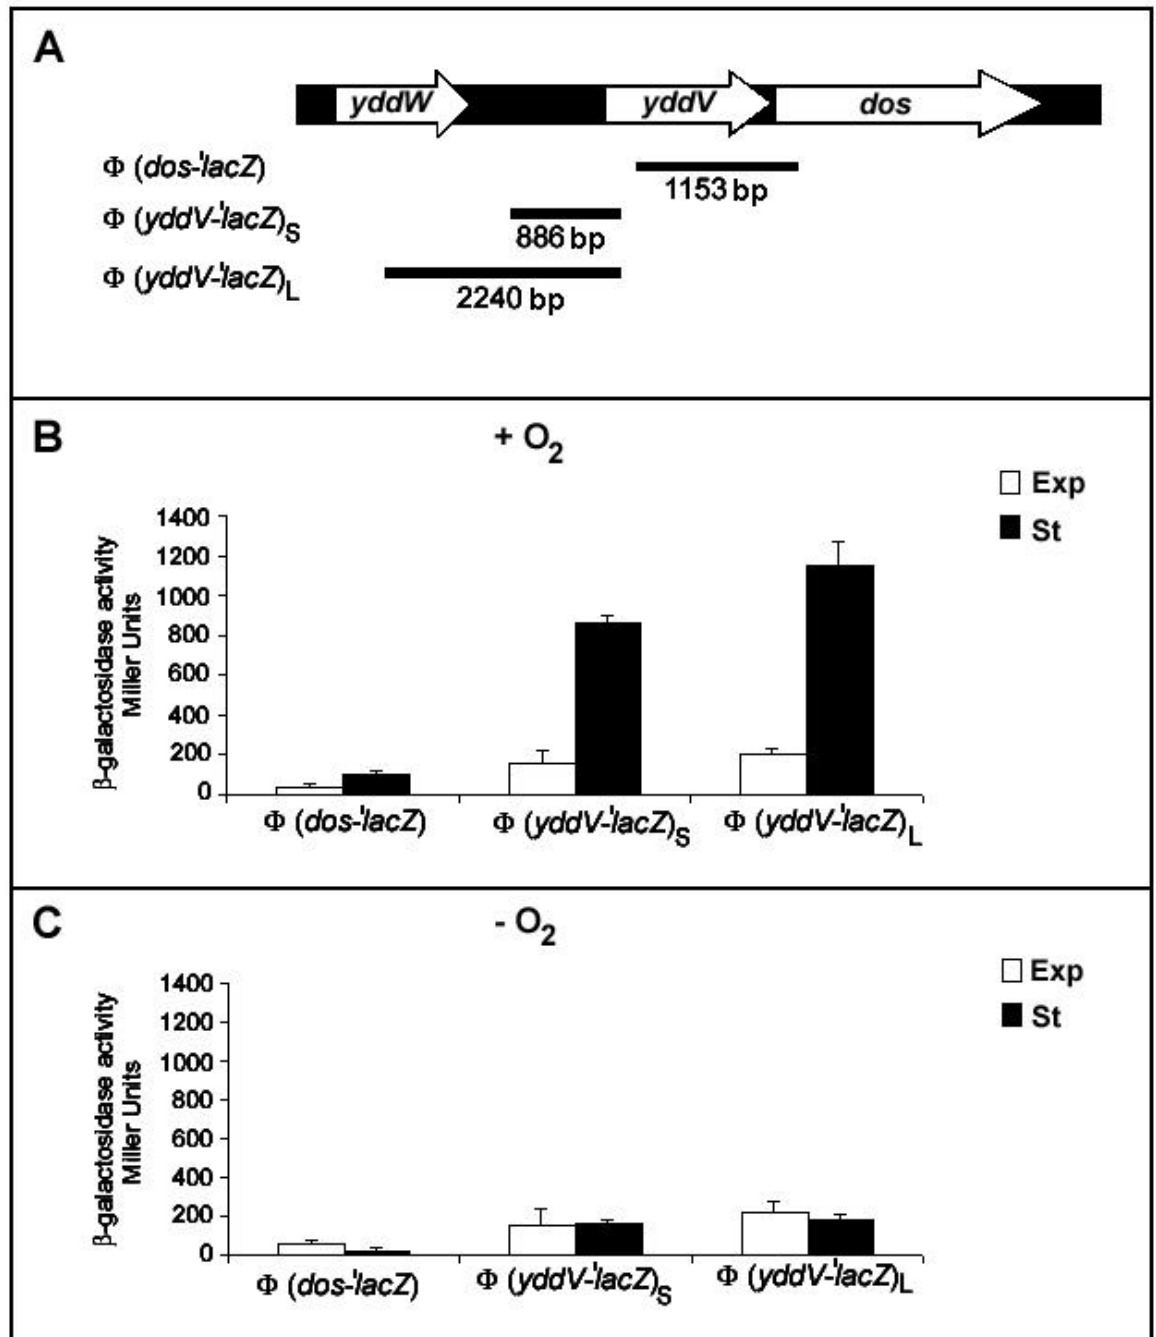 A
yddW yddV dos
Φ (dos-'lacZ)
1153 bp
Φ (yddV-'lacZ)S
886 bp
Φ (yddV-'lacZ)L
2240 bp
B
+ O2
Exp
St
β-galactosidase activity
Miller Units
1400
1200
1000
800
600
400
200
0
Φ (dos-'lacZ) Φ (yddV-'lacZ)S Φ (yddV-'lacZ)L
C
- O2
Exp
St
β-galactosidase activity
Miller Units
1400
1200
1000
800
600
400
200
0
Φ (dos-'lacZ) Φ (yddV-'lacZ)S Φ (yddV-'lacZ)L